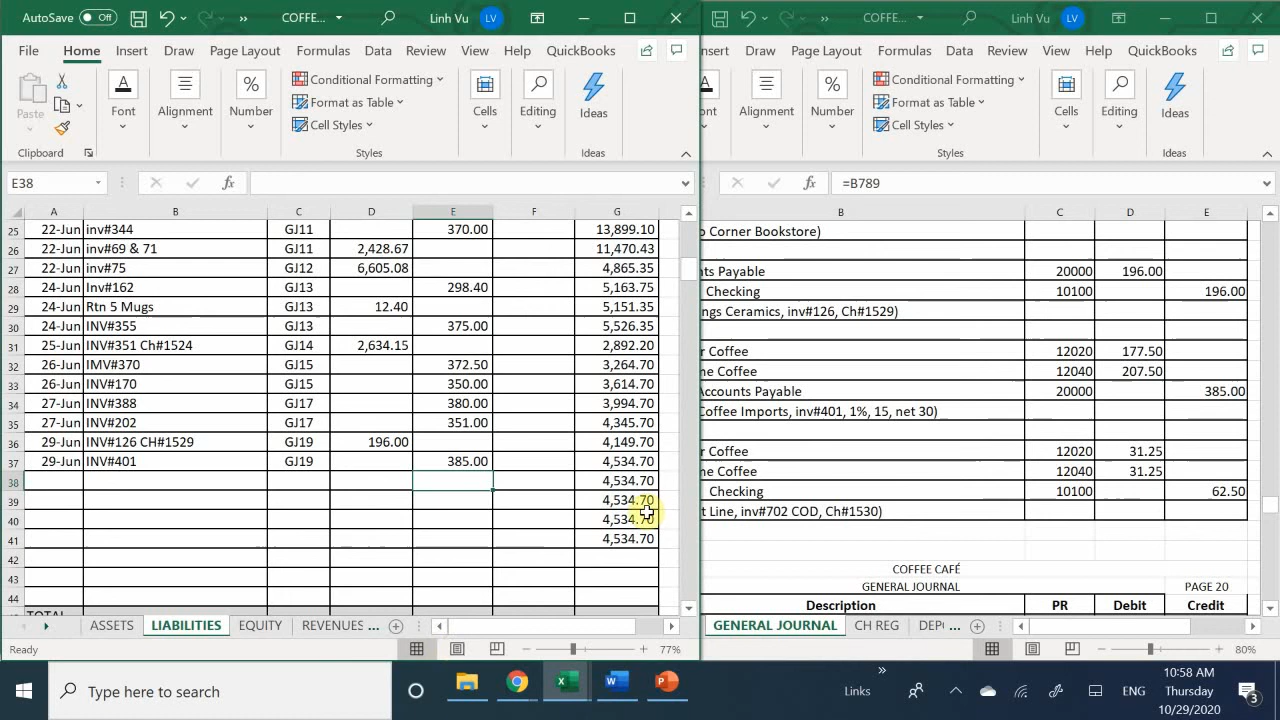 AutoSave Off COFFE... Linh Vu LV
File Home Insert Draw Page Layout Formulas Data Review View Help QuickBooks
Paste Font Alignment Number Conditional Formatting Format as Table Cell Styles Cells Editing Ideas
Clipboard Styles Ideas
E38 fx
A B C D E F G
25 22-Jun inv#344 GJ11 370.00 13,899.10
26 22-Jun inv#69 & 71 GJ11 2,428.67 11,470.43
27 22-Jun inv#75 GJ12 6,605.08 4,865.35
28 24-Jun Inv#162 GJ13 298.40 5,163.75
29 24-Jun Rtn 5 Mugs GJ13 12.40 5,151.35
30 24-Jun INV#355 GJ13 375.00 5,526.35
31 25-Jun INV#351 Ch#1524 GJ14 2,634.15 2,892.20
32 26-Jun IMV#370 GJ15 372.50 3,264.70
33 26-Jun INV#170 GJ15 350.00 3,614.70
34 27-Jun INV#388 GJ17 380.00 3,994.70
35 27-Jun INV#202 GJ17 351.00 4,345.70
36 29-Jun INV#126 CH#1529 GJ19 196.00 4,149.70
37 29-Jun INV#401 GJ19 385.00 4,534.70
38 4,534.70
39 4,534.70
40 4,534.70
41 4,534.70
42
43
44
TOTAL
ASSETS LIABILITIES EQUITY REVENUES ...
Ready 77%
COFFE... Linh Vu LV
nsert Draw Page Layout Formulas Data Review View Help QuickBooks
ont Alignment Number Conditional Formatting Format as Table Cell Styles Cells Editing Ideas
Styles Ideas
fx =B789
B C D E
o Corner Bookstore)
nts Payable 20000 196.00
Checking 10100 196.00
ngs Ceramics, inv#126, Ch#1529)
r Coffee 12020 177.50
ne Coffee 12040 207.50
Accounts Payable 20000 385.00
Coffee Imports, inv#401, 1%, 15, net 30)
r Coffee 12020 31.25
ne Coffee 12040 31.25
Checking 10100 62.50
t Line, inv#702 COD, Ch#1530)
COFFEE CAFÉ
GENERAL JOURNAL PAGE 20
Description PR Debit Credit
GENERAL JOURNAL CH REG DEP ...
80%
Type here to search
Links ENG
10:58 AM
Thursday
10/29/2020
3